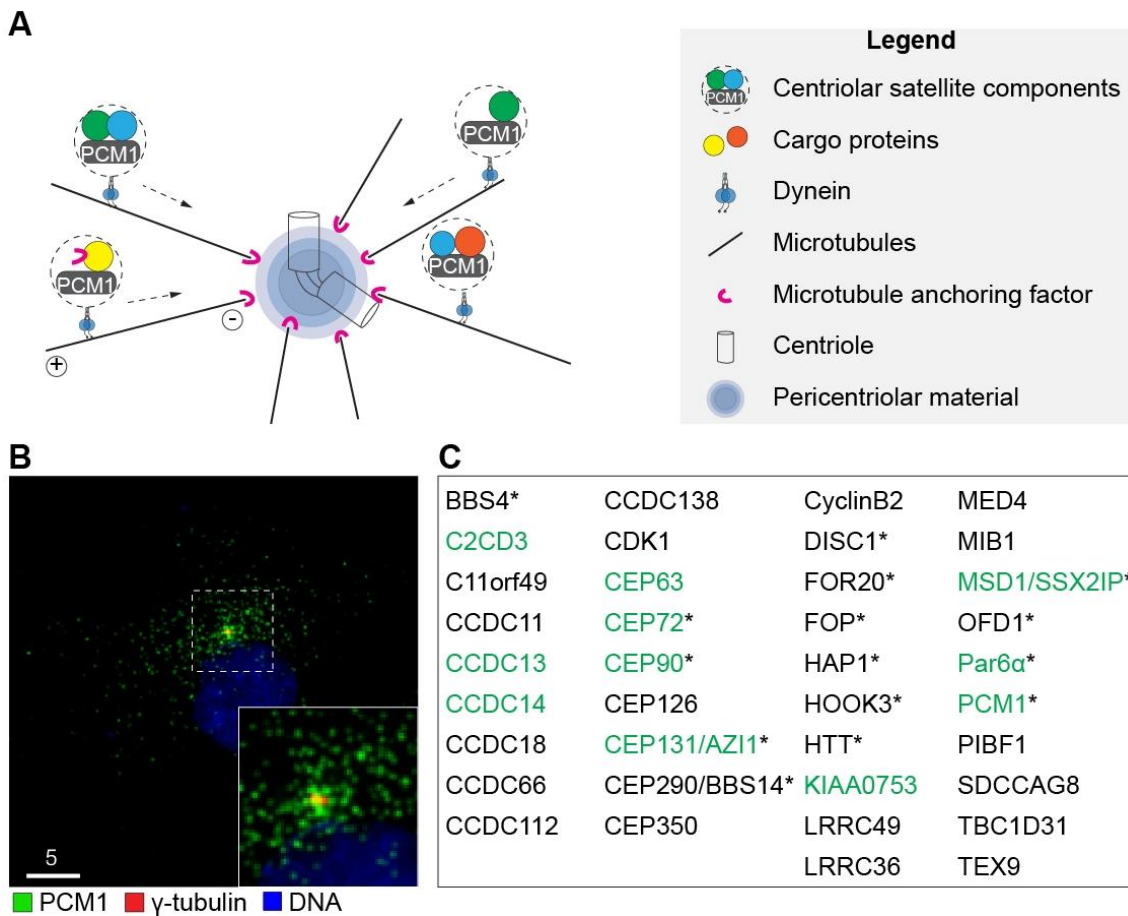 A
PCM1
PCM1
PCM1
PCM1
-
+
Legend
PCM1
Centriolar satellite components
Cargo proteins
Dynein
Microtubules
Microtubule anchoring factor
Centriole
Pericentriolar material
B
5
PCM1 γ-tubulin DNA
C
BBS4* CCDC138 CyclinB2 MED4
C2CD3 CDK1 DISC1* MIB1
C11orf49 CEP63 FOR20* MSD1/SSX2IP*
CCDC11 CEP72* FOP* OFD1*
CCDC13 CEP90* HAP1* Par6α*
CCDC14 CEP126 HOOK3* PCM1*
CCDC18 CEP131/AZI1* HTT* PIBF1
CCDC66 CEP290/BBS14* KIAA0753 SDCCAG8
CCDC112 CEP350 LRRC49 TBC1D31
LRRC36 TEX9